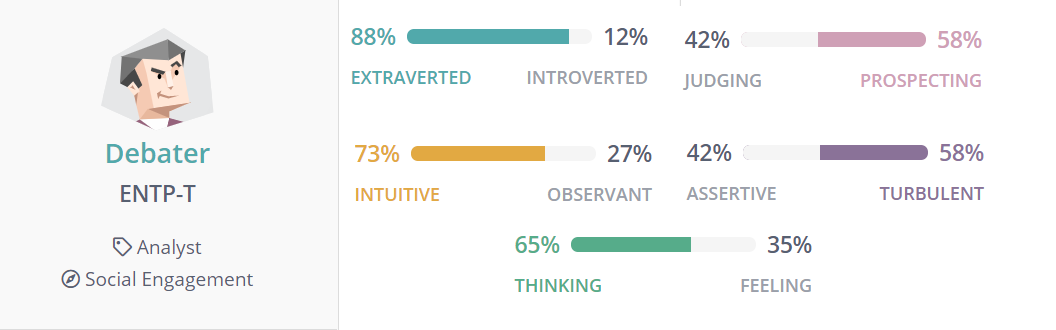 Debater
ENTP-T
Analyst
Social Engagement
88% 12%
EXTRAVERTED INTROVERTED
42% 58%
JUDGING PROSPECTING
73% 27%
INTUITIVE OBSERVANT
42% 58%
ASSERTIVE TURBULENT
65% 35%
THINKING FEELING